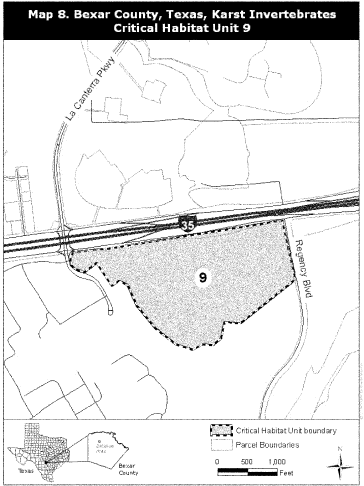 Map 8. Bexar County, Texas, Karst Invertebrates
Critical Habitat Unit 9
La Canterra Pkwy
35
9
Regency Blvd.
Critical Habitat Unit boundary
Parcel Boundaries
0 500 1,000
Feet
N
Texas
Bexar
County